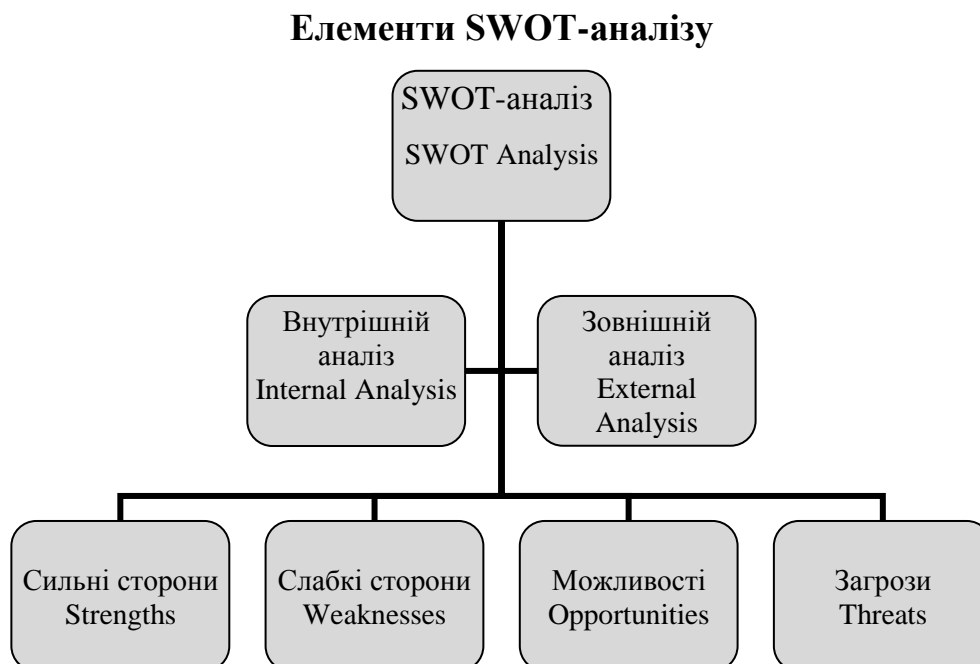 Елементи SWOT-аналізу
SWOT-аналіз
SWOT Analysis
Внутрішній
аналіз
Internal Analysis
Зовнішній
аналіз
External
Analysis
Сильні сторони
Strengths
Слабкі сторони
Weaknesses
Можливості
Opportunities
Загрози
Threats